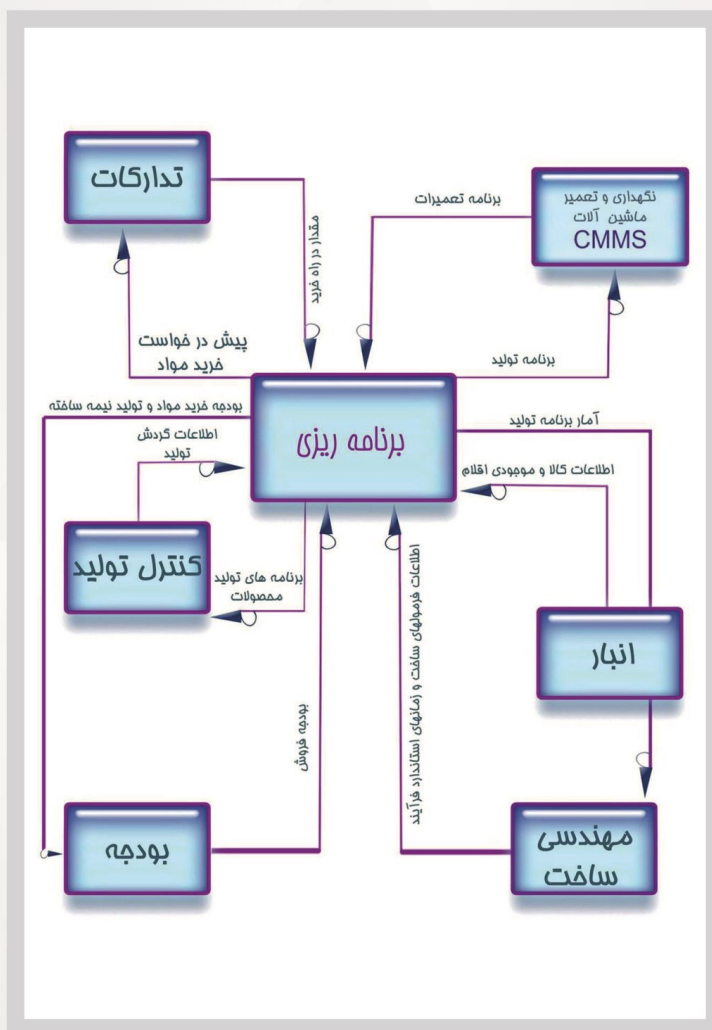 تدارکات
نگهداری و تعمیر
ماشین آلات
CMMS
برنامه تعمیرات
مقدار در راه خرید
پیش در خواست
خرید مواد
برنامه تولید
برنامه ریزی
بودجه خرید مواد و تولید نیمه ساخته
آمار برنامه تولید
اطلاعات گردش
تولید
اطلاعات کالا و موجودی اقلام
کنترل تولید
برنامه های تولید
محصولات
اطلاعات فرمولهای ساخت و زمانهای استاندارد فرآیند
انبار
بودجه فروش
بودجه
مهندسی
ساخت